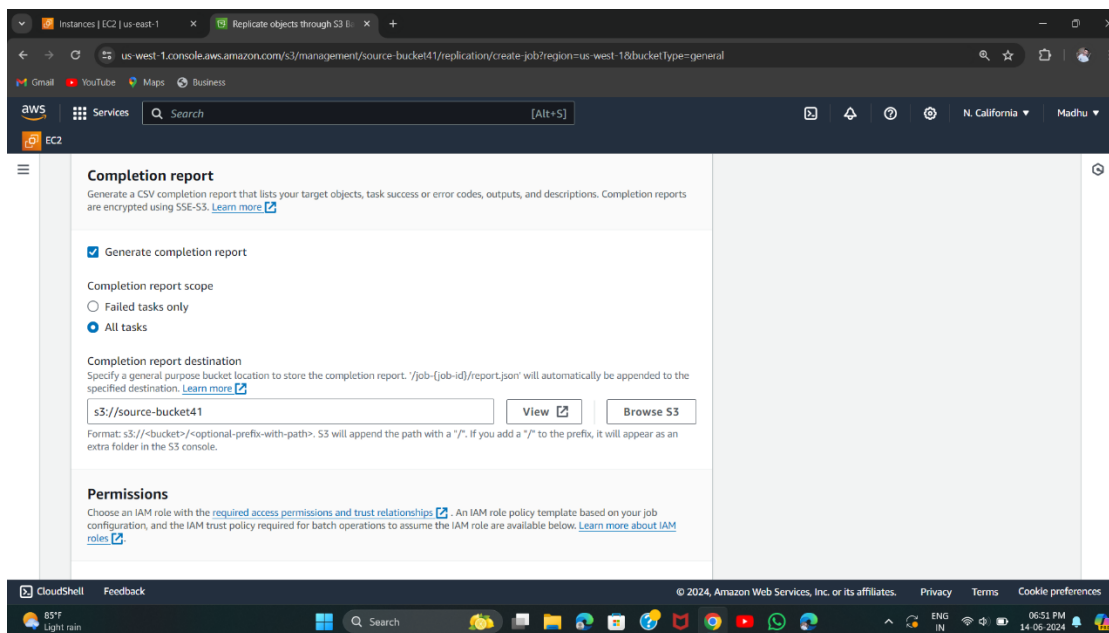 Instances | EC2 | us-east-1
Replicate objects through S3 Ba
us-west-1.console.aws.amazon.com/s3/management/source-bucket41/replication/create-job?region=us-west-1&bucketType=general
Gmail YouTube Maps Business
aws Services Search [Alt+S] N. California Madhu
EC2
Completion report
Generate a CSV completion report that lists your target objects, task success or error codes, outputs, and descriptions. Completion reports
are encrypted using SSE-S3. Learn more
Generate completion report
Completion report scope
Failed tasks only
All tasks
Completion report destination
Specify a general purpose bucket location to store the completion report. '/job-{job-id}/report.json' will automatically be appended to the
specified destination. Learn more
s3://source-bucket41 View Browse S3
Format: s3://<bucket>/<optional-prefix-with-path>. S3 will append the path with a "/". If you add a "/" to the prefix, it will appear as an
extra folder in the S3 console.
Permissions
Choose an IAM role with the required access permissions and trust relationships . An IAM role policy template based on your job
configuration, and the IAM trust policy required for batch operations to assume the IAM role are available below. Learn more about IAM
roles .
CloudShell Feedback © 2024, Amazon Web Services, Inc. or its affiliates. Privacy Terms Cookie preferences
85°F
Light rain
Search
ENG
IN
06:51 PM
14-06-2024